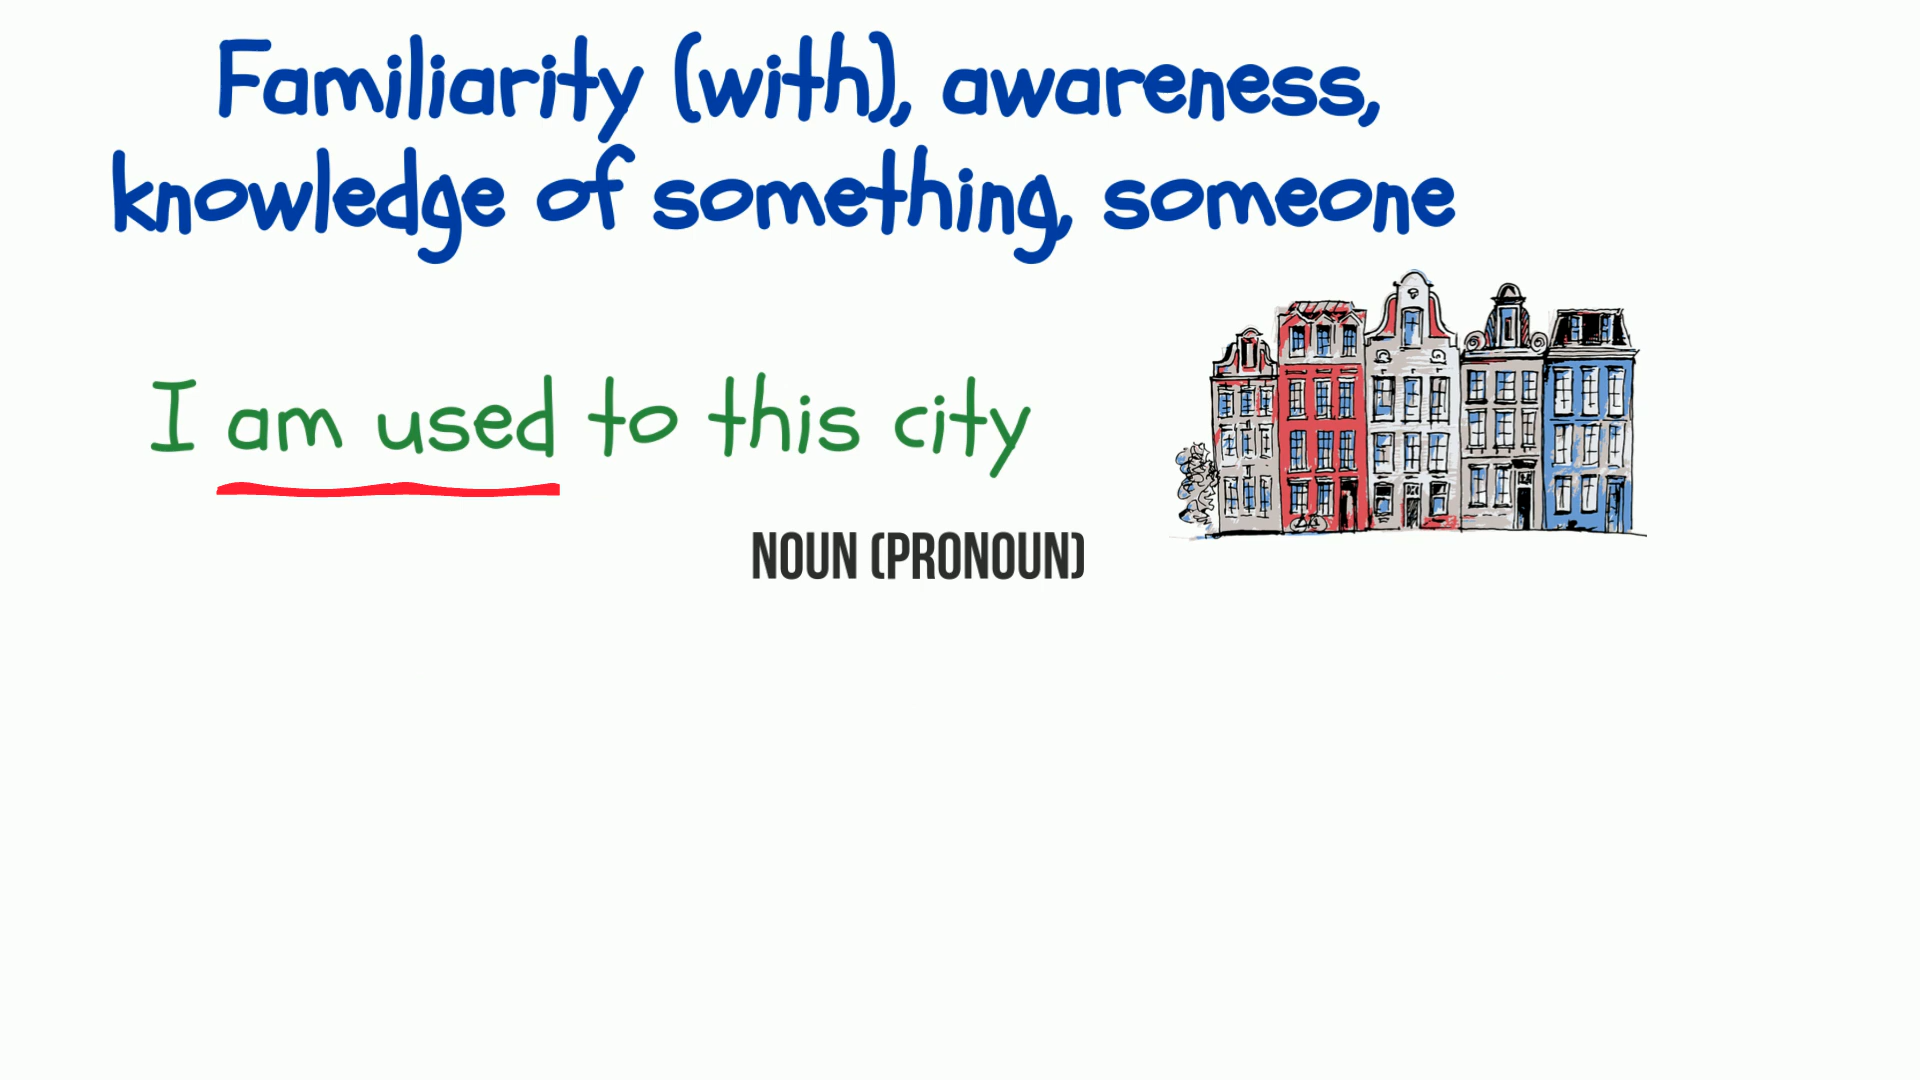 Familiarity (with), awareness,
knowledge of something, someone
I am used to this city
NOUN (PRONOUN)